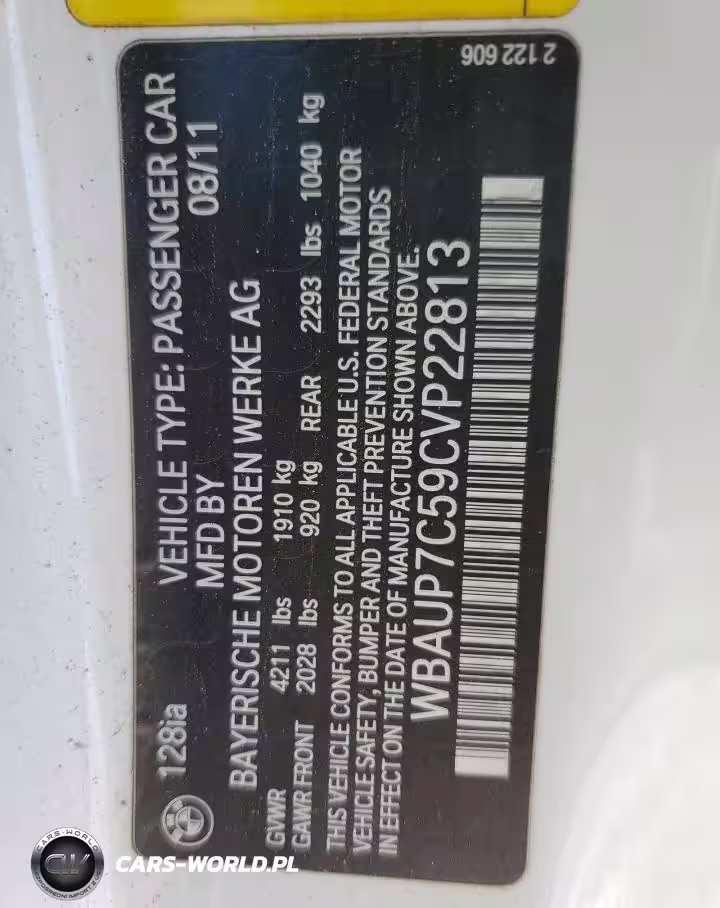 128ia VEHICLE TYPE: PASSENGER CAR
MFD BY 08/11
BAYERISCHE MOTOREN WERKE AG
GVWR 4211 lbs 1910 kg
GAWR FRONT 2028 lbs 920 kg REAR 2293 lbs 1040 kg
THIS VEHICLE CONFORMS TO ALL APPLICABLE U.S. FEDERAL MOTOR
VEHICLE SAFETY, BUMPER AND THEFT PREVENTION STANDARDS
IN EFFECT ON THE DATE OF MANUFACTURE SHOWN ABOVE.
WBAUP7C59CVP22813
2 122 606
CARS-WORLD
CW
CARS-WORLD.PL